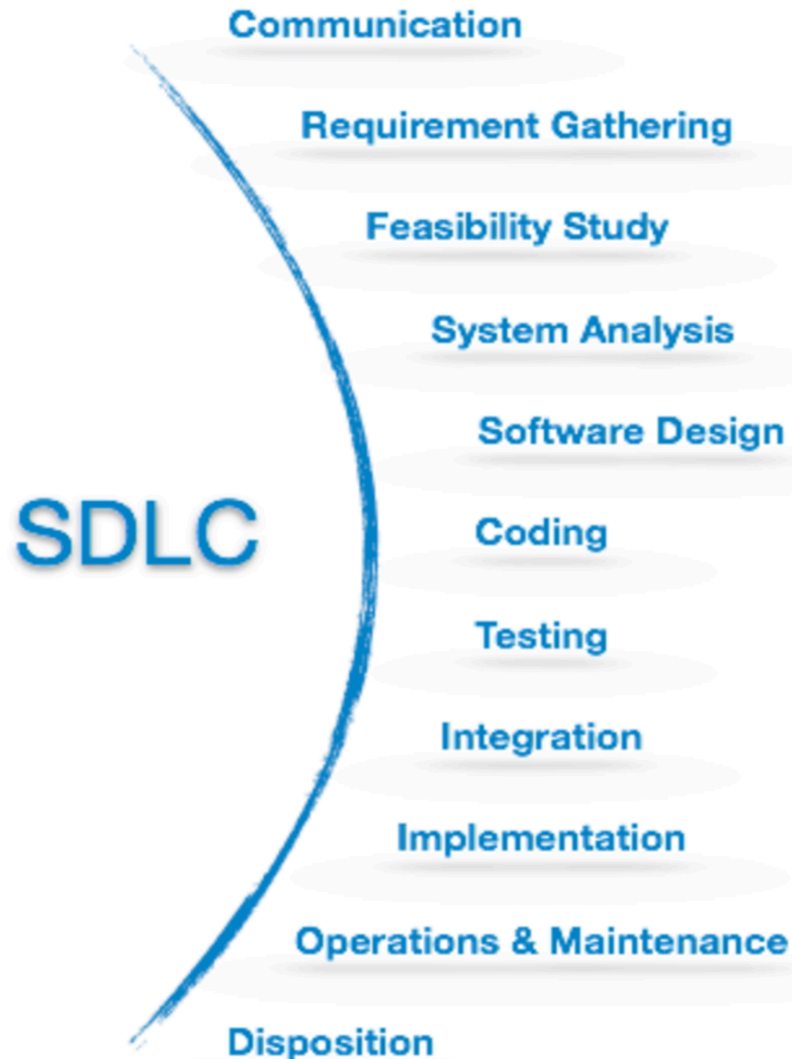 Communication
Requirement Gathering
Feasibility Study
System Analysis
Software Design
SDLC
Coding
Testing
Integration
Implementation
Operations & Maintenance
Disposition